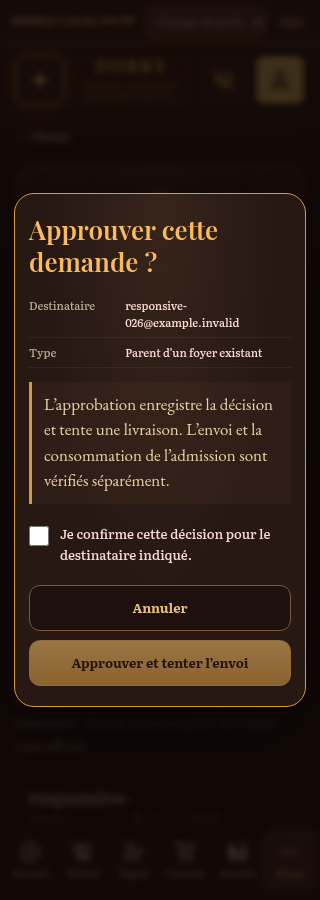 Approuver cette
demande ?
Destinataire
responsive-
026@example.invalid
Type
Parent d'un foyer existant
L'approbation enregistre la décision
et tente une livraison. L'envoi et la
consommation de l'admission sont
vérifiés séparément.
Je confirme cette décision pour le
destinataire indiqué.
Annuler
Approuver et tenter l'envoi